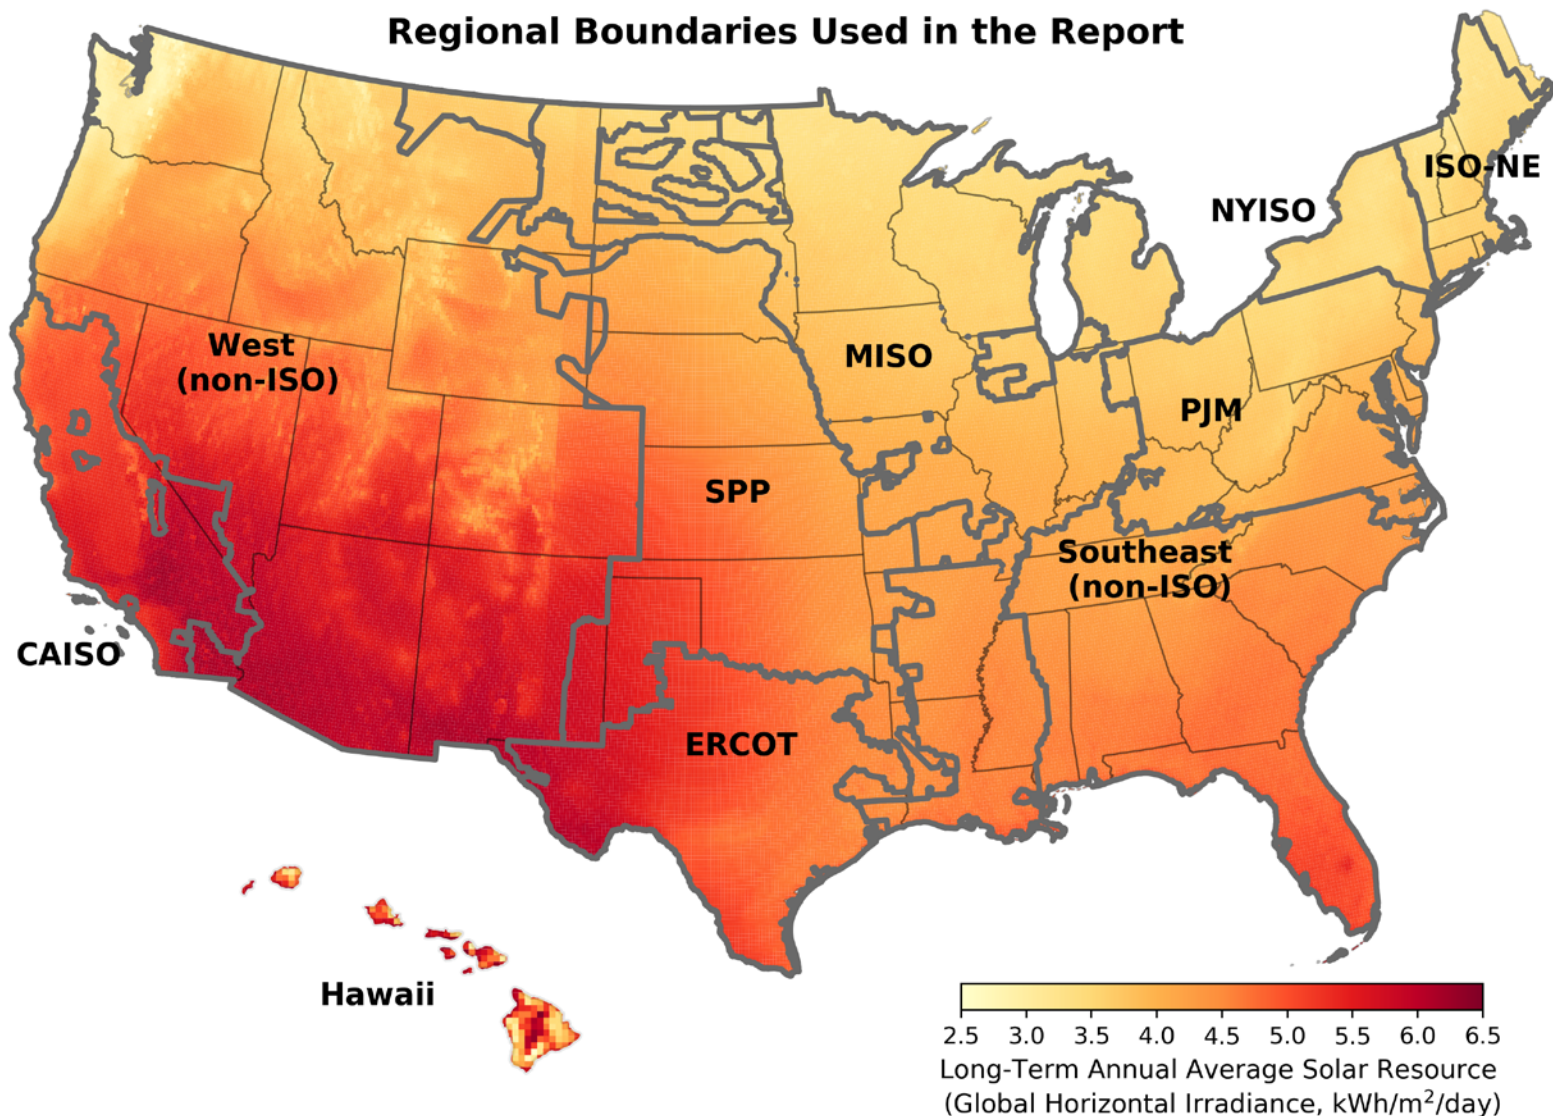 Regional Boundaries Used in the Report
ISO-NE
NYISO
West
(non-ISO)
MISO
PJM
SPP
Southeast
(non-ISO)
CAISO
ERCOT
Hawaii
2.5 3.0 3.5 4.0 4.5 5.0 5.5 6.0 6.5
Long-Term Annual Average Solar Resource
(Global Horizontal Irradiance, kWh/m²/day)